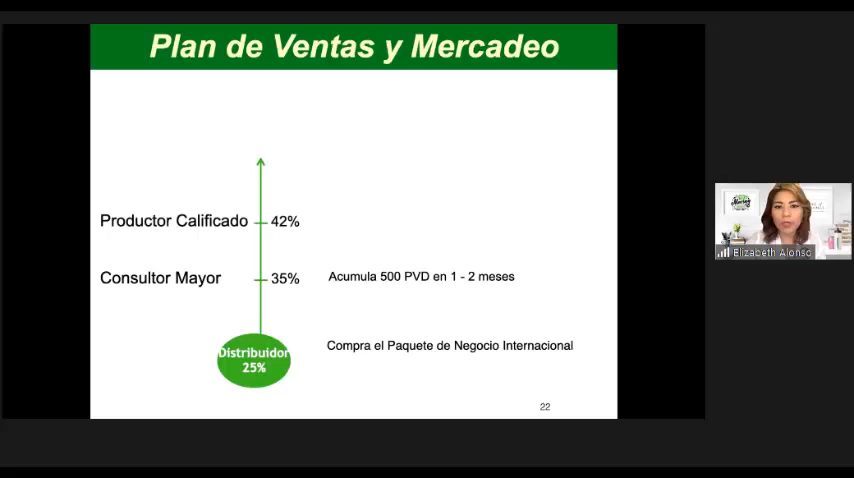 Plan de Ventas y Mercadeo
Productor Calificado 42%
Consultor Mayor 35% Acumula 500 PVD en 1 - 2 meses
Compra el Paquete de Negocio Internacional
Distribuidor
25%
22
Elizabeth Alonso